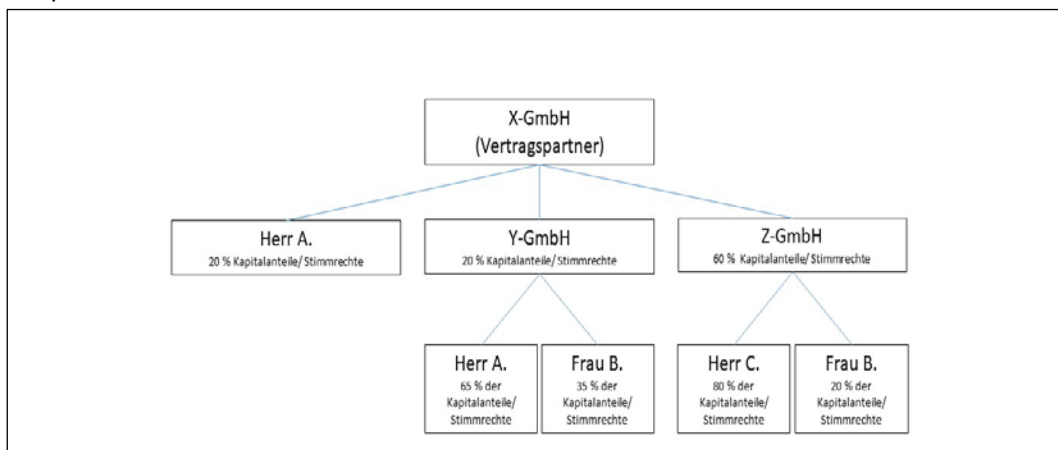 X-GmbH
(Vertragspartner)
Herr A.
20 % Kapitalanteile/ Stimmrechte
Y-GmbH
20 % Kapitalanteile/ Stimmrechte
Z-GmbH
60 % Kapitalanteile/ Stimmrechte
Herr A.
65 % der
Kapitalanteile/
Stimmrechte
Frau B.
35 % der
Kapitalanteile/
Stimmrechte
Herr C.
80 % der
Kapitalanteile/
Stimmrechte
Frau B.
20 % der
Kapitalanteile/
Stimmrechte